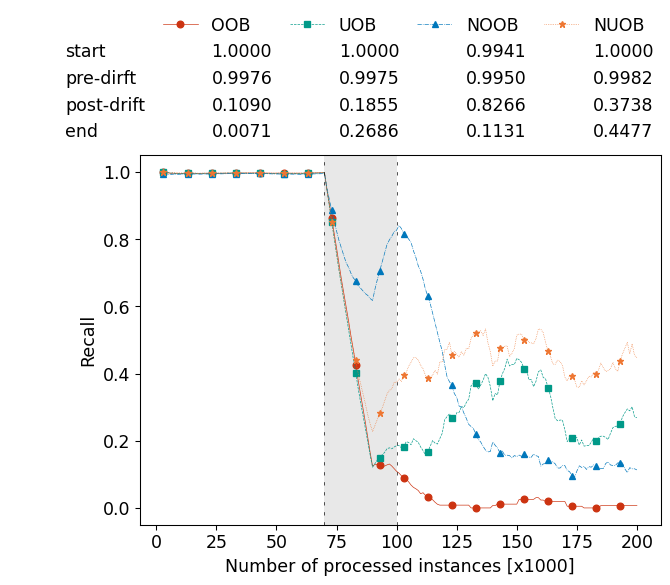 OOB UOB NOOB NUOB
start 1.0000 1.0000 0.9941 1.0000
pre-dirft 0.9976 0.9975 0.9950 0.9982
post-drift 0.1090 0.1855 0.8266 0.3738
end 0.0071 0.2686 0.1131 0.4477
1.0
0.8
0.6
0.4
0.2
0.0
Recall
0 25 50 75 100 125 150 175 200
Number of processed instances [x1000]